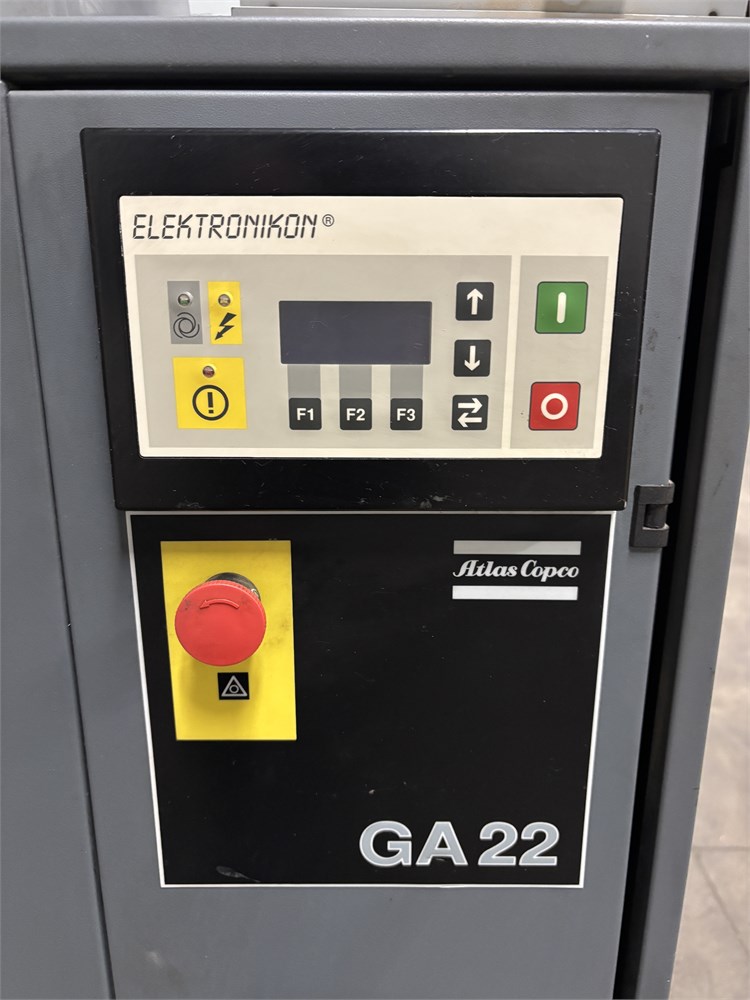 ELEKTRONIKON®
F1 F2 F3
Atlas Copco
GA 22